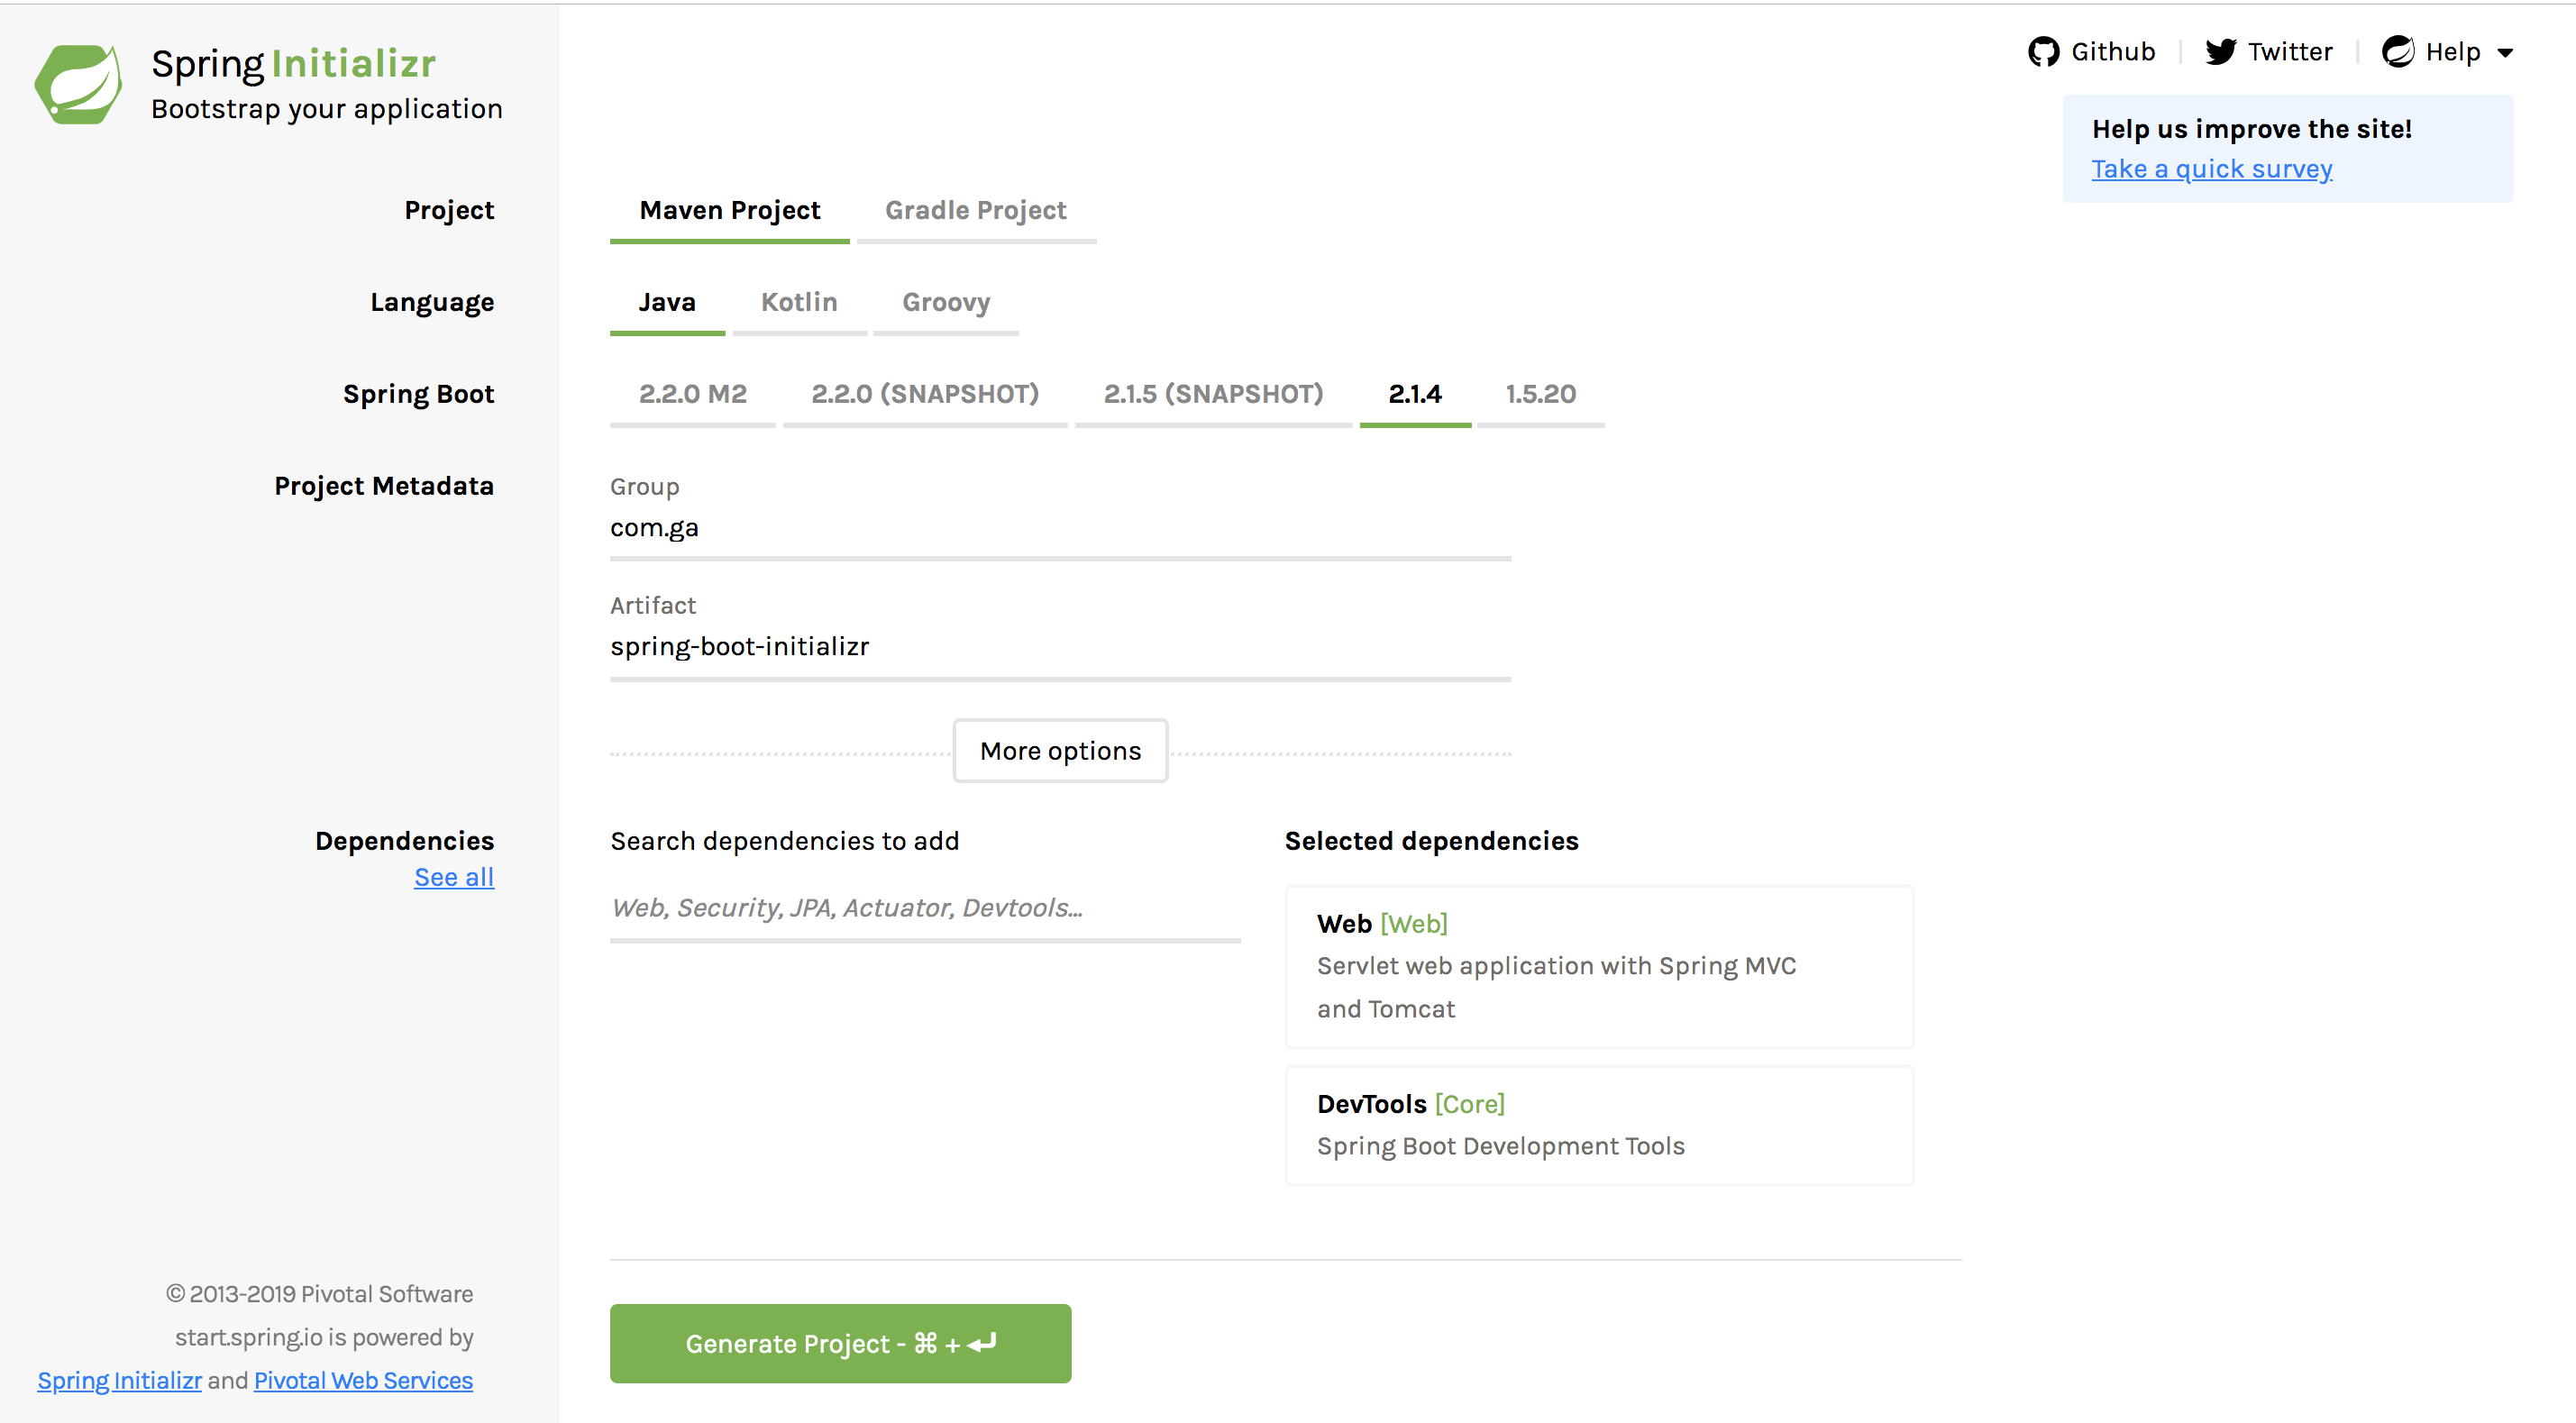 Spring Initializr
Bootstrap your application
Github
Twitter
Help
Help us improve the site!
Take a quick survey
Project
Maven Project
Gradle Project
Language
Java
Kotlin
Groovy
Spring Boot
2.2.0 M2
2.2.0 (SNAPSHOT)
2.1.5 (SNAPSHOT)
2.1.4
1.5.20
Project Metadata
Group
com.ga
Artifact
spring-boot-initializr
More options
Dependencies
See all
Search dependencies to add
Web, Security, JPA, Actuator, Devtools...
Selected dependencies
Web [Web]
Servlet web application with Spring MVC
and Tomcat
DevTools [Core]
Spring Boot Development Tools
© 2013-2019 Pivotal Software
start.spring.io is powered by
Spring Initializr and Pivotal Web Services
Generate Project - ⌘ + ↵